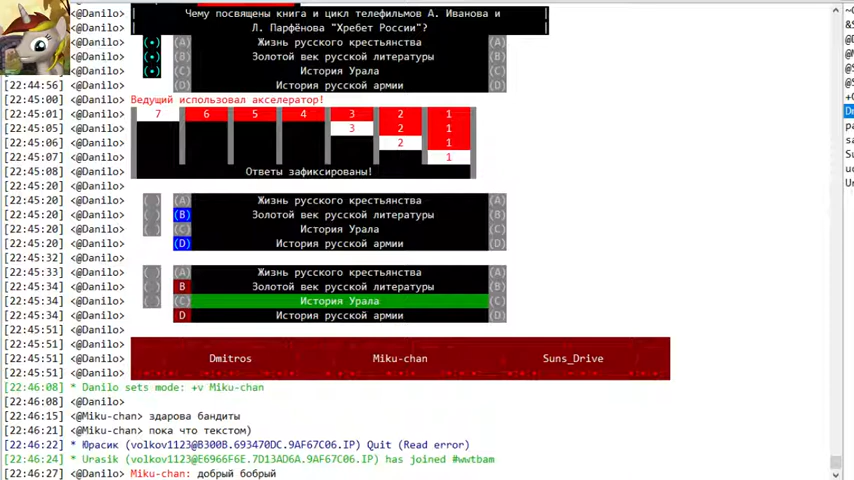 <@Danilo> Чему посвящены книга и цикл телефильмов А. Иванова и
<@Danilo> Л. Парфёнова "Хребет России"?
<@Danilo> (•) (A) Жизнь русского крестьянства (A)
<@Danilo> (•) (B) Золотой век русской литературы (B)
<@Danilo> (•) (C) История Урала (C)
[22:44:56] <@Danilo> (D) История русской армии (D)
[22:45:00] <@Danilo> Ведущий использовал акселератор!
[22:45:01] <@Danilo> 7 6 5 4 3 2 1
[22:45:05] <@Danilo> 3 2 1
[22:45:06] <@Danilo> 2 1
[22:45:07] <@Danilo> 1
[22:45:08] <@Danilo> Ответы зафиксированы!
[22:45:20] <@Danilo>
[22:45:20] <@Danilo> ( ) (A) Жизнь русского крестьянства (A)
[22:45:20] <@Danilo> ( ) (B) Золотой век русской литературы (B)
[22:45:20] <@Danilo> ( ) (C) История Урала (C)
[22:45:20] <@Danilo> (D) История русской армии (D)
[22:45:32] <@Danilo>
[22:45:33] <@Danilo> ( ) (A) Жизнь русского крестьянства (A)
[22:45:34] <@Danilo> ( ) B Золотой век русской литературы (B)
[22:45:34] <@Danilo> ( ) (C) История Урала (C)
[22:45:34] <@Danilo> D История русской армии (D)
[22:45:51] <@Danilo>
[22:45:51] <@Danilo>
[22:45:51] <@Danilo> Dmitros Miku-chan Suns_Drive
[22:45:51] <@Danilo>
[22:46:08] * Danilo sets mode: +v Miku-chan
[22:46:08] <@Danilo>
[22:46:15] <@Miku-chan> здарова бандиты
[22:46:21] <@Miku-chan> пока что текстом)
[22:46:22] * Юрасик (volkov1123@B300B.693470DC.9AF67C06.IP) Quit (Read error)
[22:46:24] * Urasik (volkov1123@E6966F6E.7D13AD6A.9AF67C06.IP) has joined #wwtbam
[22:46:27] <@Danilo> Miku-chan: добрый бобрый